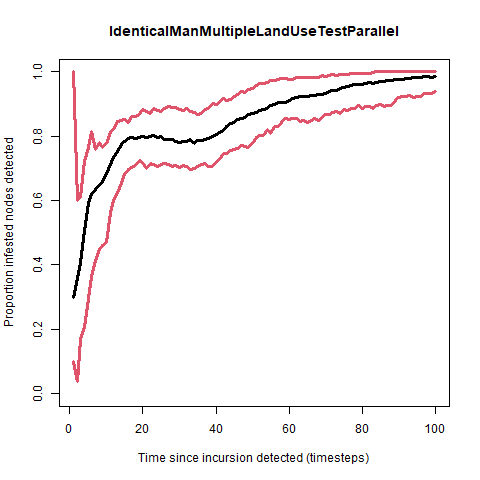 IdenticalManMultipleLandUseTestParallel
Proportion infested nodes detected
1.0
0.8
0.6
0.4
0.2
0.0
0 20 40 60 80 100
Time since incursion detected (timesteps)